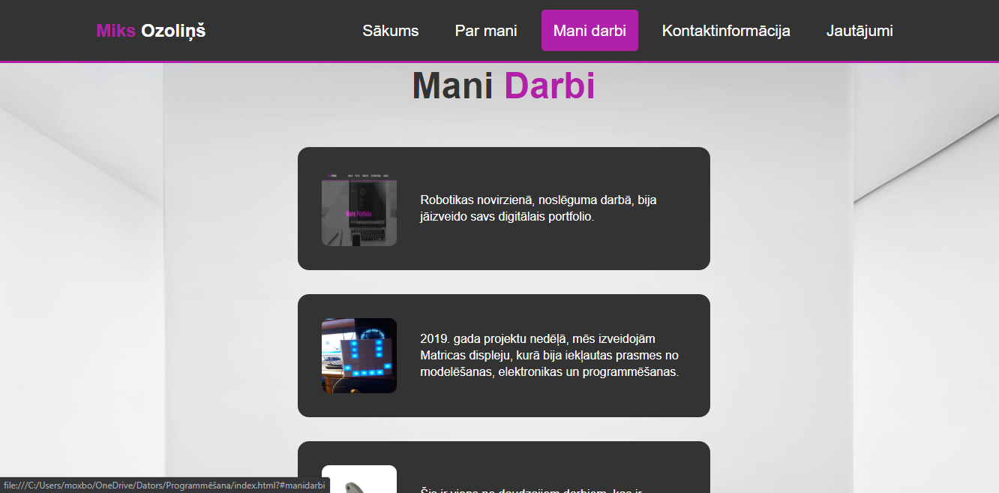 Miks Ozoliņš
Sākums
Par mani
Mani darbi
Kontaktinformācija
Jautājumi
Mani Darbi
Mans Portfolio
Robotikas novirzienā, noslēguma darbā, bija
jāizveido savs digitālais portfolio.
2019. gada projektu nedēļā, mēs izveidojām
Matricas displeju, kurā bija iekļautas prasmes no
modelēšanas, elektronikas un programmēšanas.
Šis ir viens no daudzajiem darbiem, kas ir
file:///C:/Users/moxbo/OneDrive/Dators/Programmēšana/index.html?#manidarbi